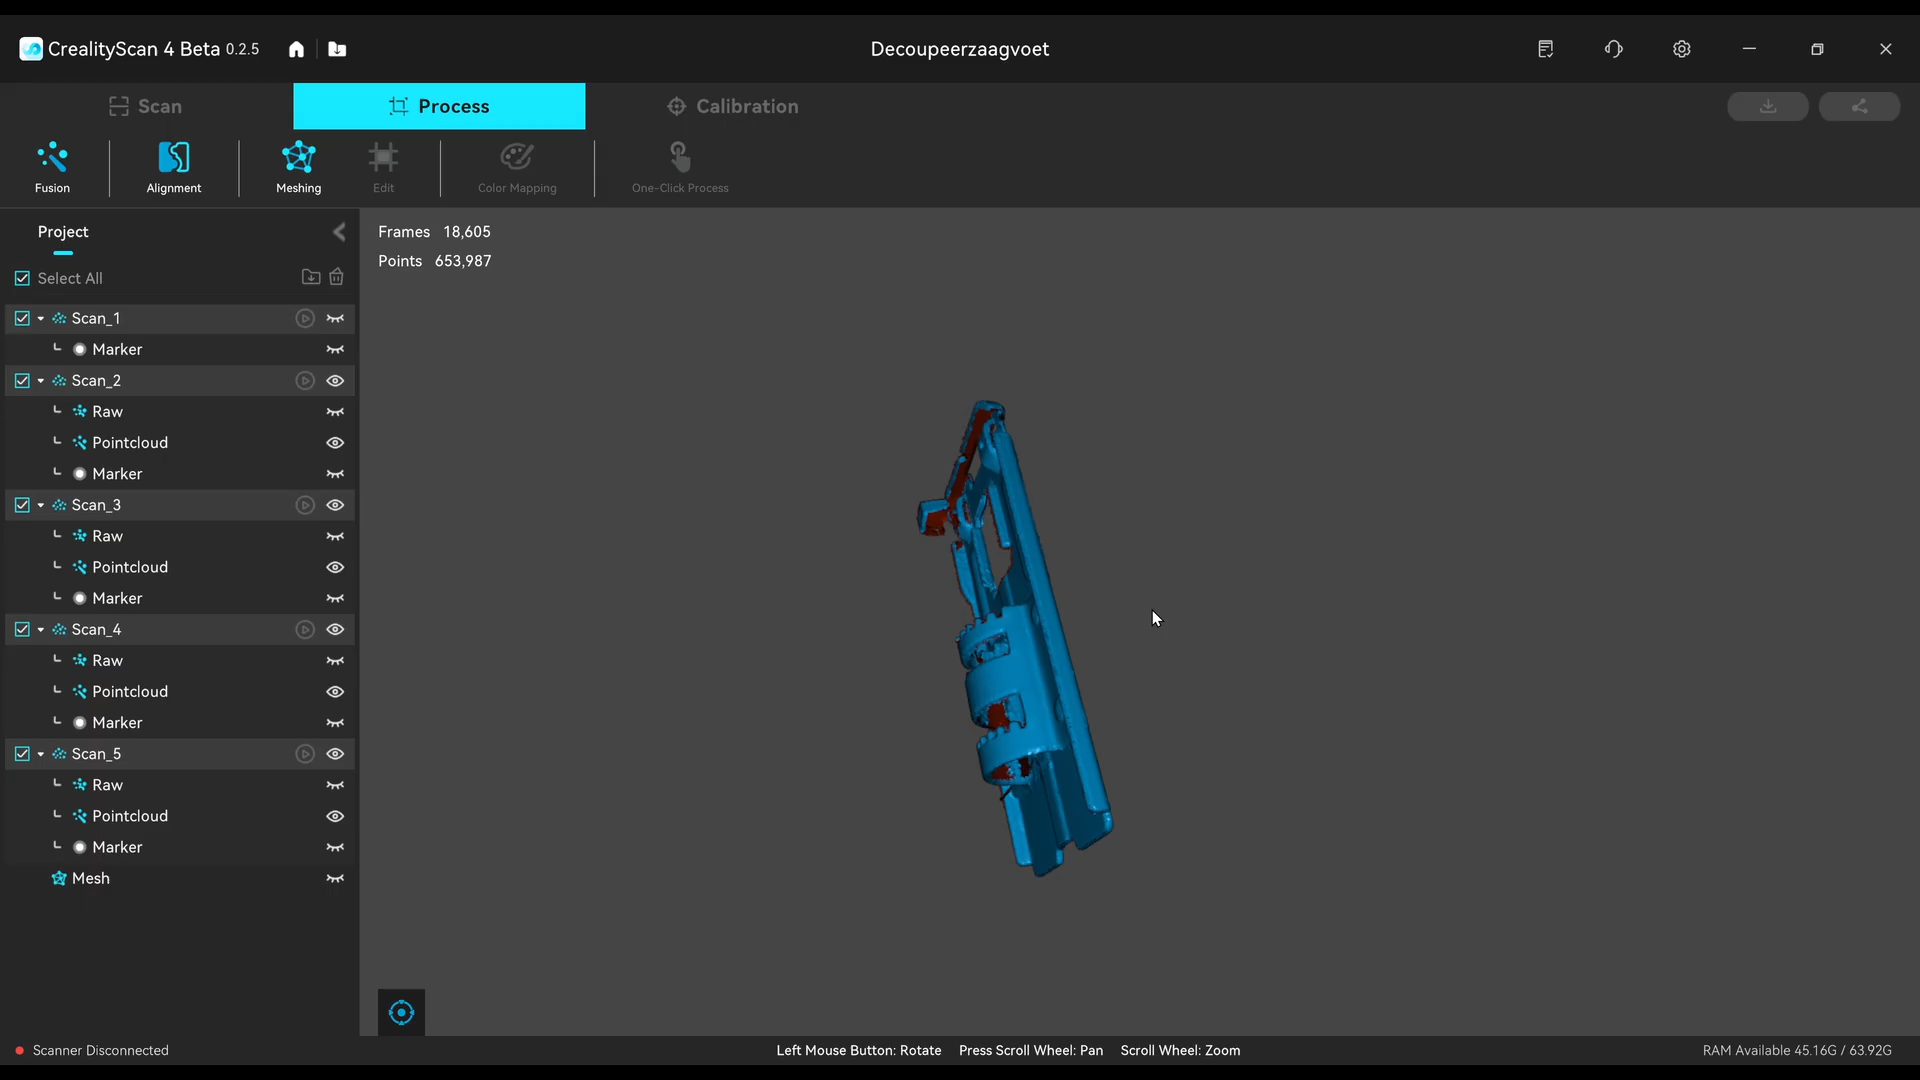 CrealityScan 4 Beta 0.2.5
Decoupeerzaagvoet
Scan
Process
Calibration
Fusion
Alignment
Meshing
Edit
Color Mapping
One-Click Process
Project
Select All
Frames 18,605
Points 653,987
Scan_1
Marker
Scan_2
Raw
Pointcloud
Marker
Scan_3
Raw
Pointcloud
Marker
Scan_4
Raw
Pointcloud
Marker
Scan_5
Raw
Pointcloud
Marker
Mesh
Scanner Disconnected
Left Mouse Button: Rotate Press Scroll Wheel: Pan Scroll Wheel: Zoom
RAM Available 45.16G / 63.92G